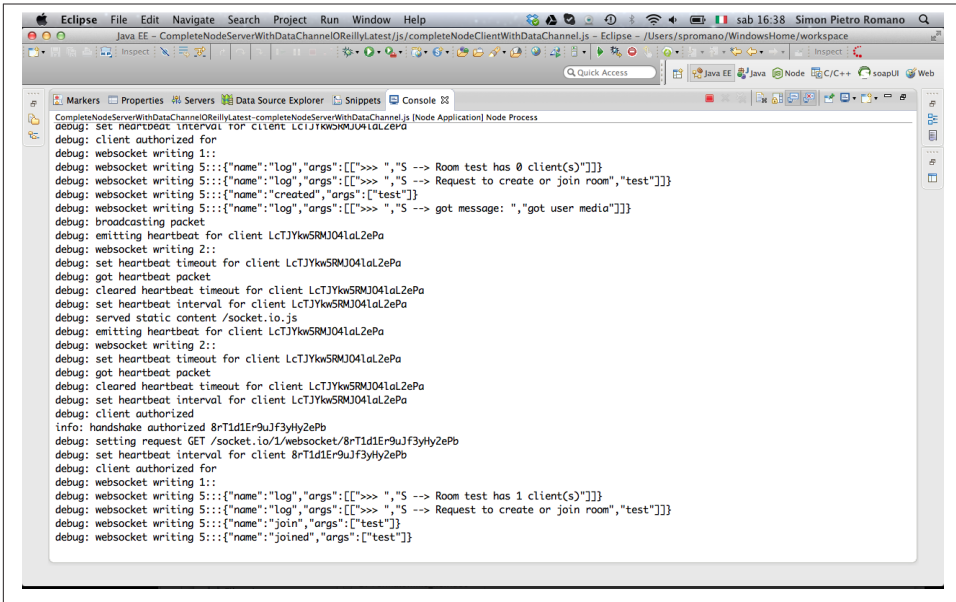 Eclipse File Edit Navigate Search Project Run Window Help sab 16:38 Simon Pietro Romano
Java EE - CompleteNodeServerWithDataChannelOReillyLatest/js/completeNodeClientWithDataChannel.js - Eclipse - /Users/spromano/WindowsHome/workspace
Inspect Inspect
Quick Access Java EE Java Node C/C++ soapUI Web
Markers Properties Servers Data Source Explorer Snippets Console
CompleteNodeServerWithDataChannelOReillyLatest-completeNodeServerWithDataChannel.js [Node Application] Node Process
debug: set heartbeat interval for client LcTJYkw5RMJO4laL2ePa
debug: client authorized for
debug: websocket writing 1::
debug: websocket writing 5:::{"name":"log","args":[[">>> ","S --> Room test has 0 client(s)"]]}
debug: websocket writing 5:::{"name":"log","args":[[">>> ","S --> Request to create or join room","test"]]}
debug: websocket writing 5:::{"name":"created","args":["test"]}
debug: websocket writing 5:::{"name":"log","args":[[">>> ","S --> got message: ","got user media"]]}
debug: broadcasting packet
debug: emitting heartbeat for client LcTJYkw5RMJO4laL2ePa
debug: websocket writing 2::
debug: set heartbeat timeout for client LcTJYkw5RMJO4laL2ePa
debug: got heartbeat packet
debug: cleared heartbeat timeout for client LcTJYkw5RMJO4laL2ePa
debug: set heartbeat interval for client LcTJYkw5RMJO4laL2ePa
debug: served static content /socket.io.js
debug: emitting heartbeat for client LcTJYkw5RMJO4laL2ePa
debug: websocket writing 2::
debug: set heartbeat timeout for client LcTJYkw5RMJO4laL2ePa
debug: got heartbeat packet
debug: cleared heartbeat timeout for client LcTJYkw5RMJO4laL2ePa
debug: set heartbeat interval for client LcTJYkw5RMJO4laL2ePa
debug: client authorized
info: handshake authorized 8rT1d1Er9uJf3yHy2ePb
debug: setting request GET /socket.io/1/websocket/8rT1d1Er9uJf3yHy2ePb
debug: set heartbeat interval for client 8rT1d1Er9uJf3yHy2ePb
debug: client authorized for
debug: websocket writing 1::
debug: websocket writing 5:::{"name":"log","args":[[">>> ","S --> Room test has 1 client(s)"]]}
debug: websocket writing 5:::{"name":"log","args":[[">>> ","S --> Request to create or join room","test"]]}
debug: websocket writing 5:::{"name":"join","args":["test"]}
debug: websocket writing 5:::{"name":"joined","args":["test"]}